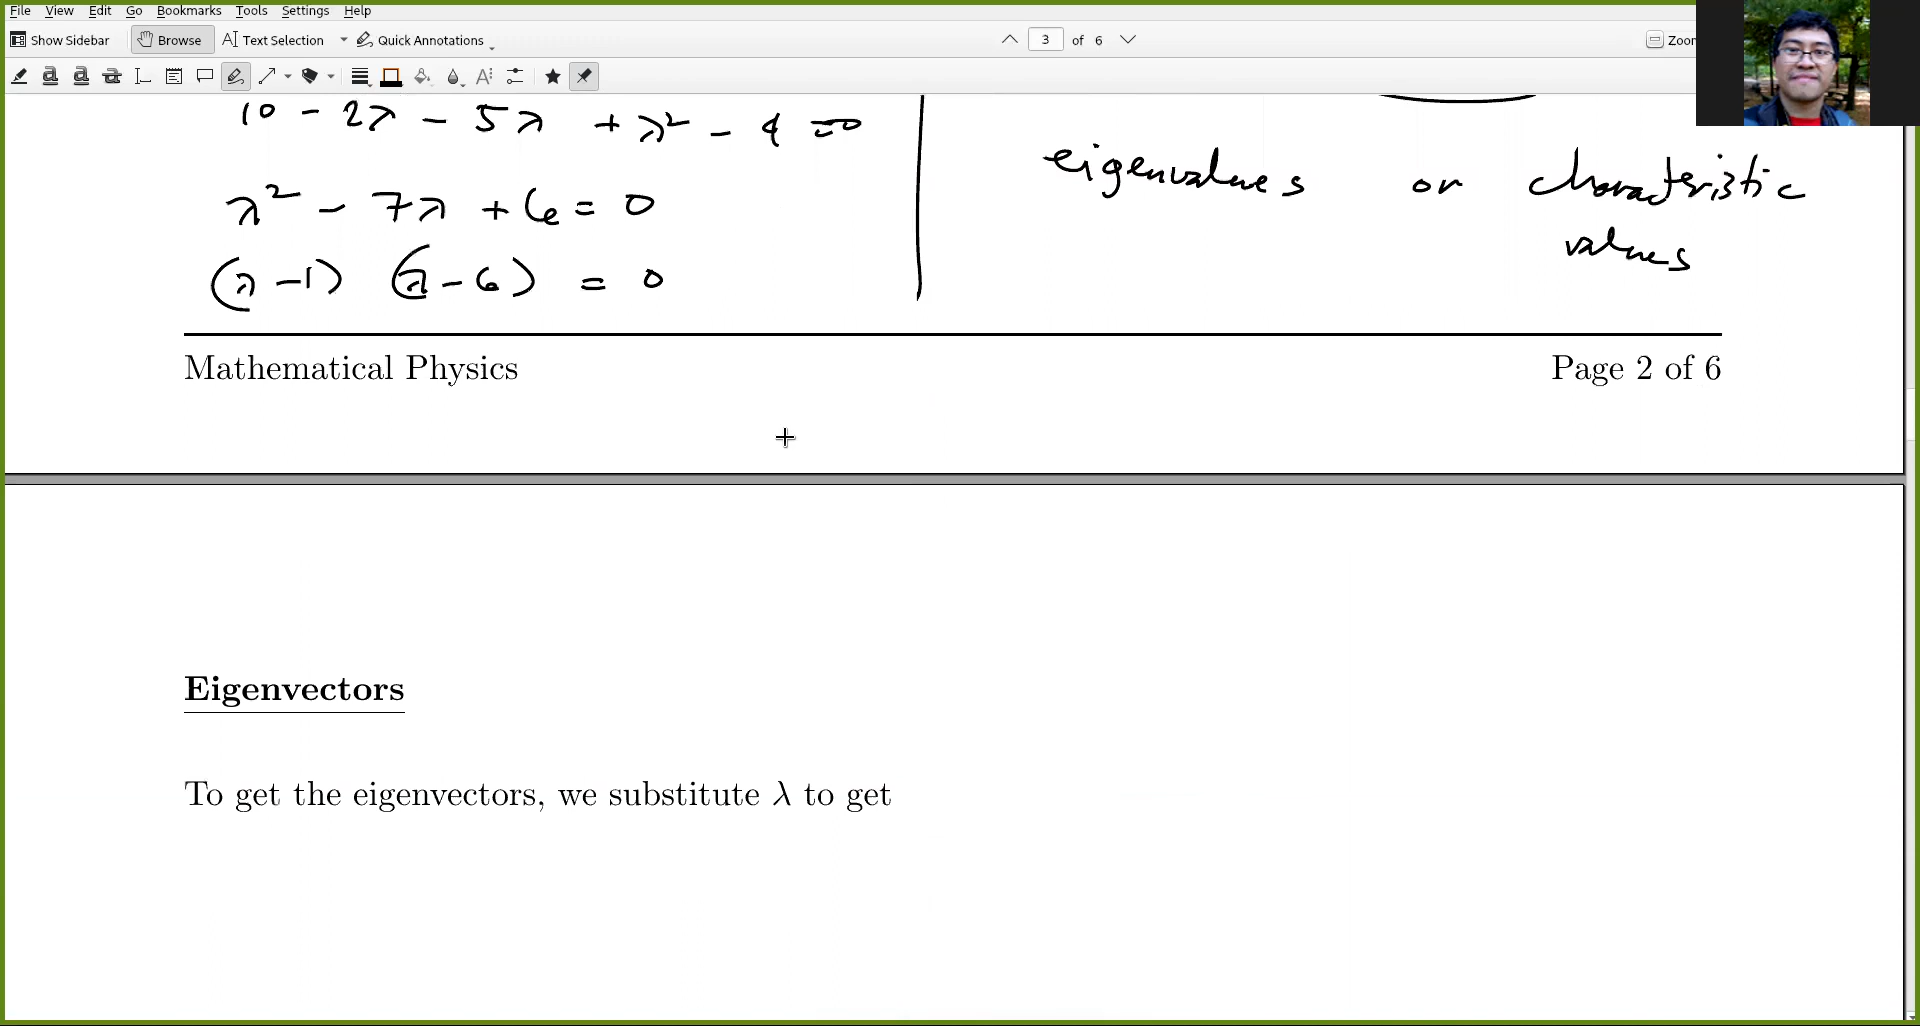 File View Edit Go Bookmarks Tools Settings Help
Show Sidebar Browse Text Selection Quick Annotations 3 of 6 Zoom
10 - 2λ - 5λ + λ² - 4 = 0
λ² - 7λ + 6 = 0
(λ - 1) (λ - 6) = 0
eigenvalues or characteristic
values
Mathematical Physics Page 2 of 6
Eigenvectors
To get the eigenvectors, we substitute λ to get